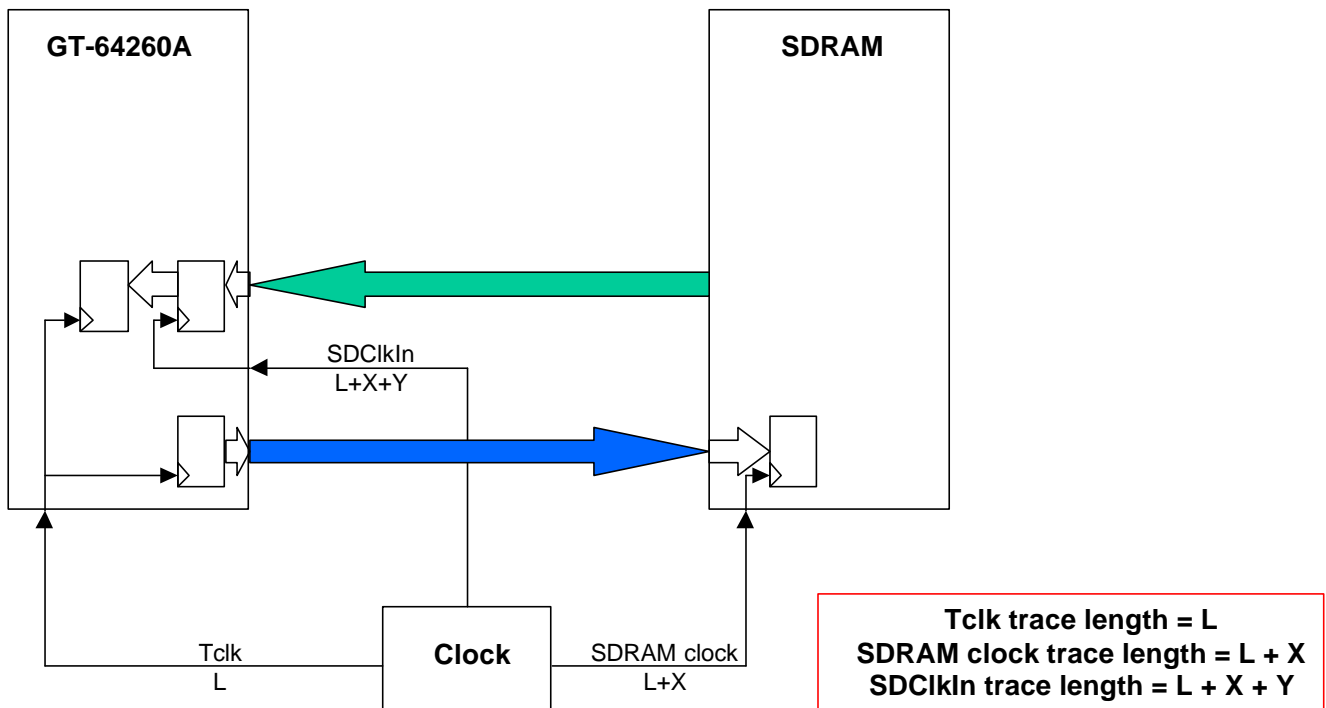 GT-64260A
SDRAM
SDClkIn
L+X+Y
Tclk
L
Clock
SDRAM clock
L+X
Tclk trace length = L
SDRAM clock trace length = L + X
SDClkIn trace length = L + X + Y